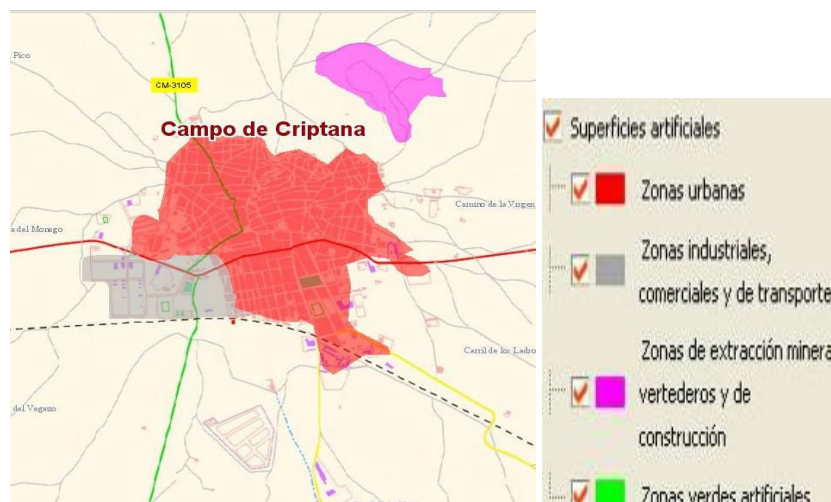 Pico
CM-3105
Campo de Criptana
Camino de la Virgen
a del Monego
Carril de los Ladro
del Vegazo
Superficies artificiales
Zonas urbanas
Zonas industriales,
comerciales y de transporte
Zonas de extracción minera
vertederos y de
construcción
Zonas verdes artificiales